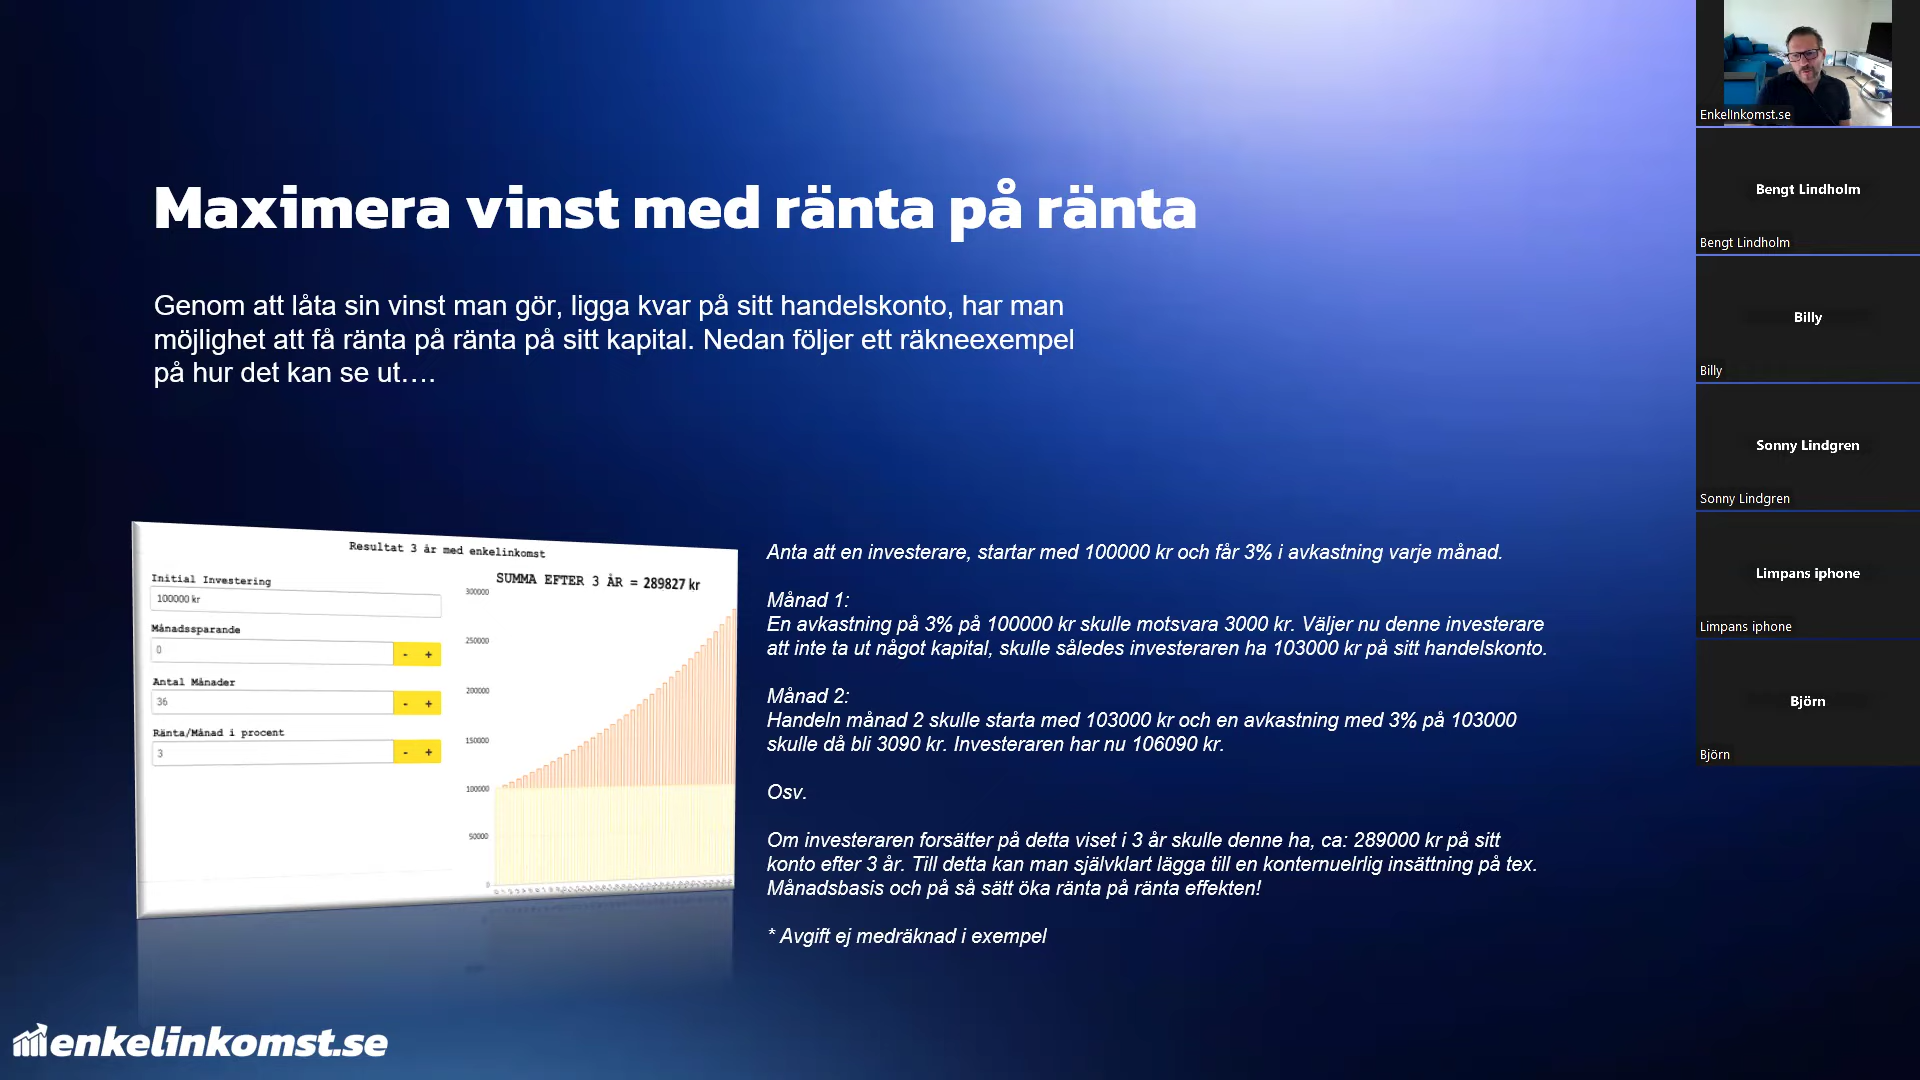 Maximera vinst med ränta på ränta
Genom att låta sin vinst man gör, ligga kvar på sitt handelskonto, har man
möjlighet att få ränta på ränta på sitt kapital. Nedan följer ett räkneexempel
på hur det kan se ut….
Resultat 3 år med enkelinkomst
Initial Investering
100000 kr
Månadssparande
0
- +
Antal Månader
36
- +
Ränta/Månad i procent
3
- +
SUMMA EFTER 3 ÅR = 289827 kr
300000
250000
200000
150000
100000
50000
0
Anta att en investerare, startar med 100000 kr och får 3% i avkastning varje månad.
Månad 1:
En avkastning på 3% på 100000 kr skulle motsvara 3000 kr. Väljer nu denne investerare
att inte ta ut något kapital, skulle således investeraren ha 103000 kr på sitt handelskonto.
Månad 2:
Handeln månad 2 skulle starta med 103000 kr och en avkastning med 3% på 103000
skulle då bli 3090 kr. Investeraren har nu 106090 kr.
Osv.
Om investeraren forsätter på detta viset i 3 år skulle denne ha, ca: 289000 kr på sitt
konto efter 3 år. Till detta kan man självklart lägga till en konternuelrlig insättning på tex.
Månadsbasis och på så sätt öka ränta på ränta effekten!
* Avgift ej medräknad i exempel
enkelinkomst.se
EnkelInkomst.se
Bengt Lindholm
Bengt Lindholm
Billy
Billy
Sonny Lindgren
Sonny Lindgren
Limpans iphone
Limpans iphone
Björn
Björn